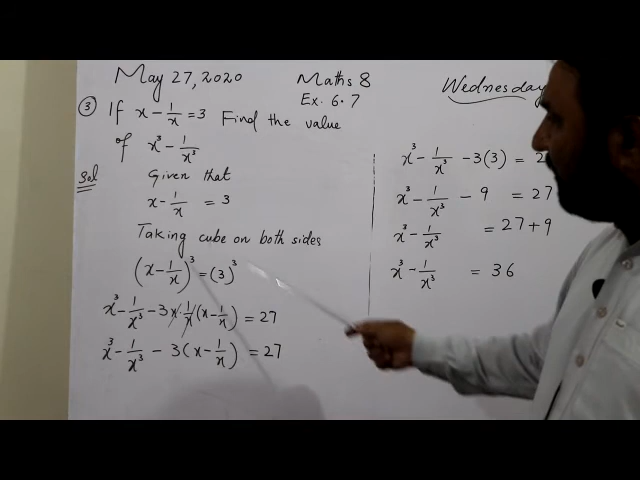 May 27, 2020 Maths 8 Wednesday
Ex. 6.7
③ If x - 1/x = 3 Find the value
of x³ - 1/x³
Sol Given that
x - 1/x = 3
Taking cube on both sides
(x - 1/x)³ = (3)³
x³ - 1/x³ - 3x·1/x(x - 1/x) = 27
x³ - 1/x³ - 3(x - 1/x) = 27
x³ - 1/x³ - 3(3) = 2
x³ - 1/x³ - 9 = 27
x³ - 1/x³ = 27+9
x³ - 1/x³ = 36